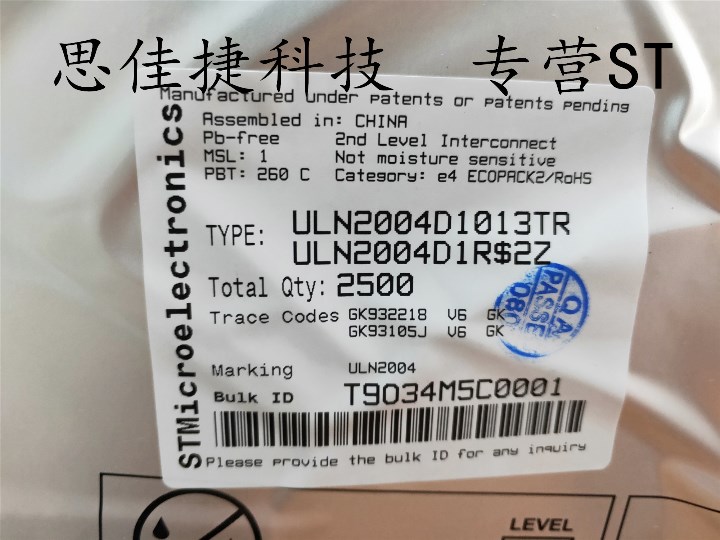 思佳捷科技 专营ST
Manufactured under patents or patents pending
Assembled in: CHINA
Pb-free 2nd Level Interconnect
MSL: 1 Not moisture sensitive
PBT: 260 C Category: e4 ECOPACK2/RoHS
TYPE: ULN2004D1013TR
ULN2004D1R$2Z
Total Qty: 2500
Trace Codes GK932218 V6 GK
GK93105J V6 GK
Q A
PASSED
080
Marking ULN2004
Bulk ID T9034M5C0001
Please provide the bulk ID for any inquiry
STMicroelectronics
LEVEL